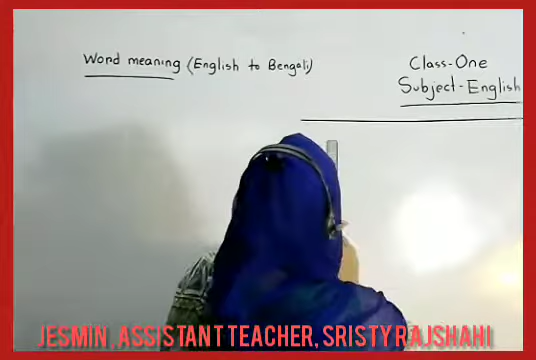 Word meaning (English to Bengali)
Class-One
Subject-English
JESMIN, ASSISTANT TEACHER, SRISTY RAJSHAHI